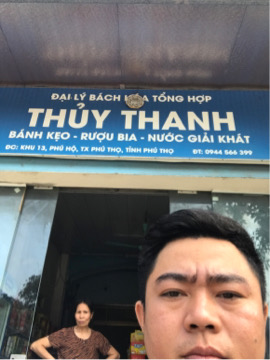 ĐẠI LÝ BÁCH HÓA TỔNG HỢP
THỦY THANH
BÁNH KẸO - RƯỢU BIA - NƯỚC GIẢI KHÁT
ĐC: KHU 13, PHÚ HỘ, TX PHÚ THỌ, TỈNH PHÚ THỌ ĐT: 0944 566 399